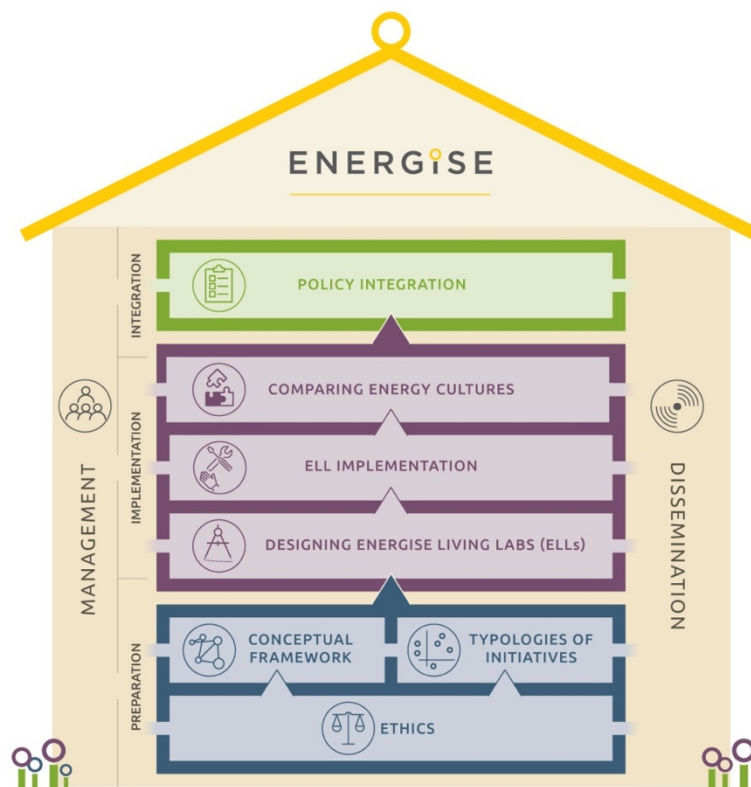 ENERGISE
INTEGRATION
POLICY INTEGRATION
MANAGEMENT
IMPLEMENTATION
COMPARING ENERGY CULTURES
ELL IMPLEMENTATION
DESIGNING ENERGISE LIVING LABS (ELLs)
DISSEMINATION
PREPARATION
CONCEPTUAL
FRAMEWORK
TYPOLOGIES OF
INITIATIVES
ETHICS